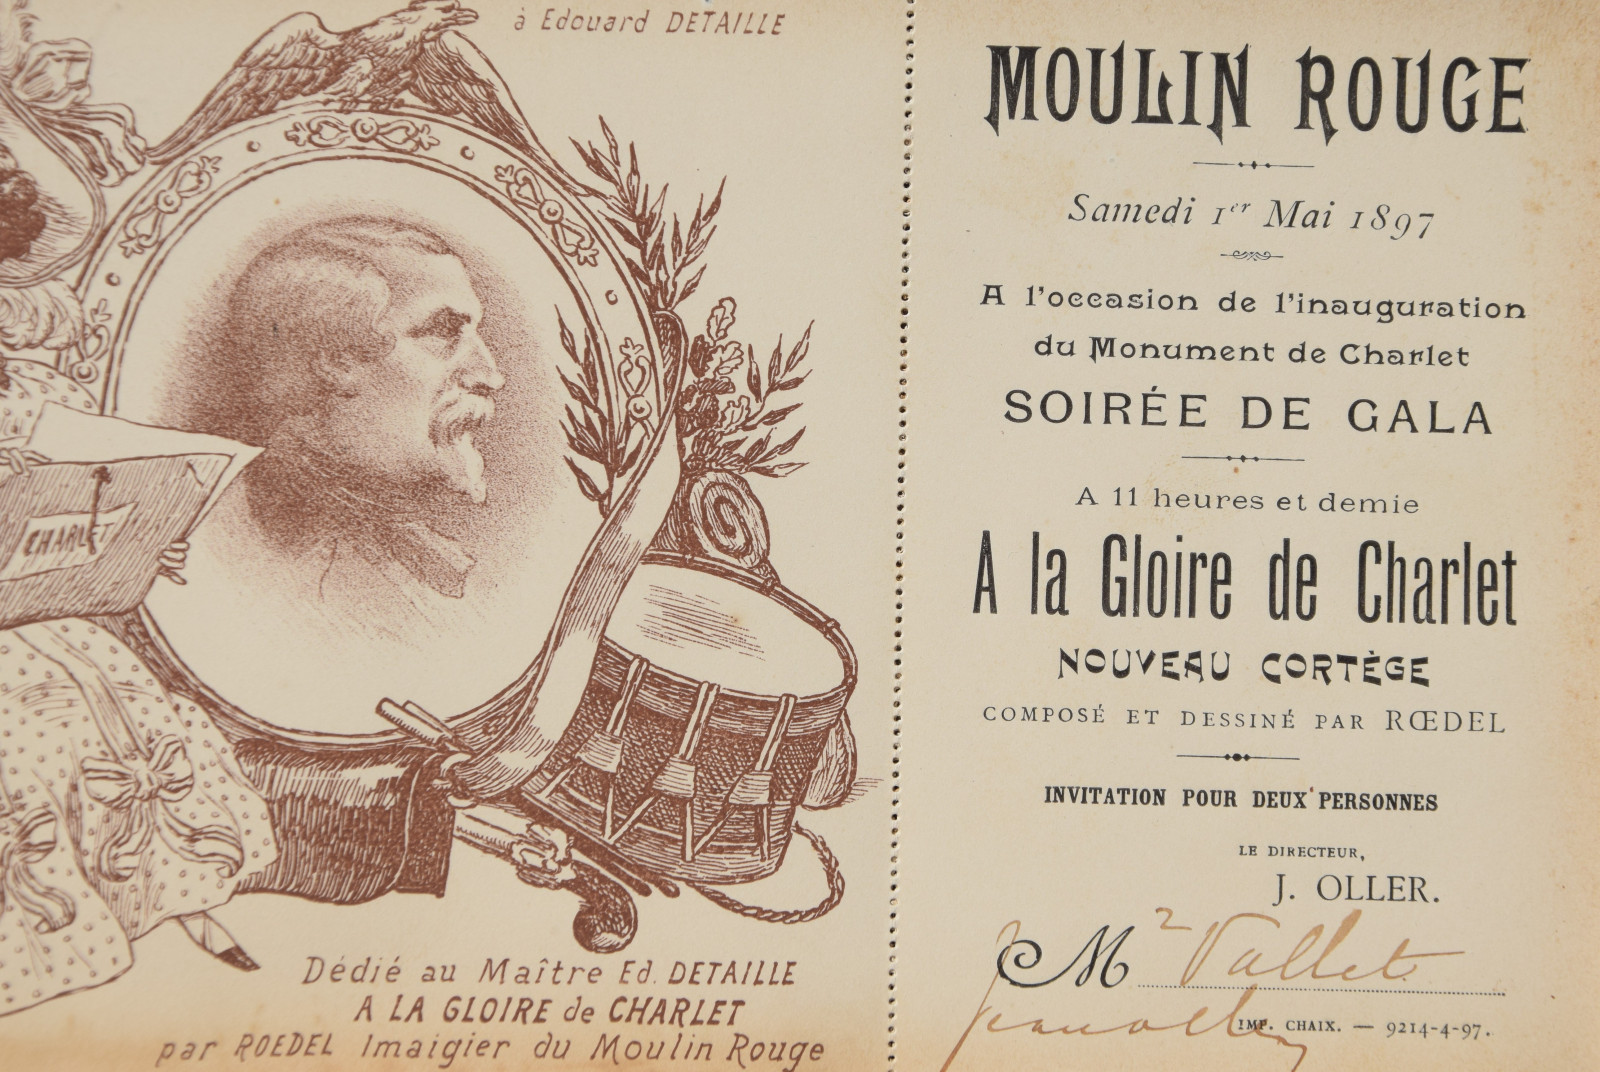 à Edouard DETAILLE
CHARLET
Dédié au Maître Ed. DETAILLE
A LA GLOIRE de CHARLET
par ROEDEL Imaigier du Moulin Rouge
MOULIN ROUGE
Samedi 1er Mai 1897
A l'occasion de l'inauguration
du Monument de Charlet
SOIRÉE DE GALA
A 11 heures et demie
A la Gloire de Charlet
NOUVEAU CORTÈGE
COMPOSÉ ET DESSINÉ PAR RŒDEL
INVITATION POUR DEUX PERSONNES
LE DIRECTEUR,
J. OLLER.
Mr Vallet
IMP. CHAIX. — 9214-4-97.